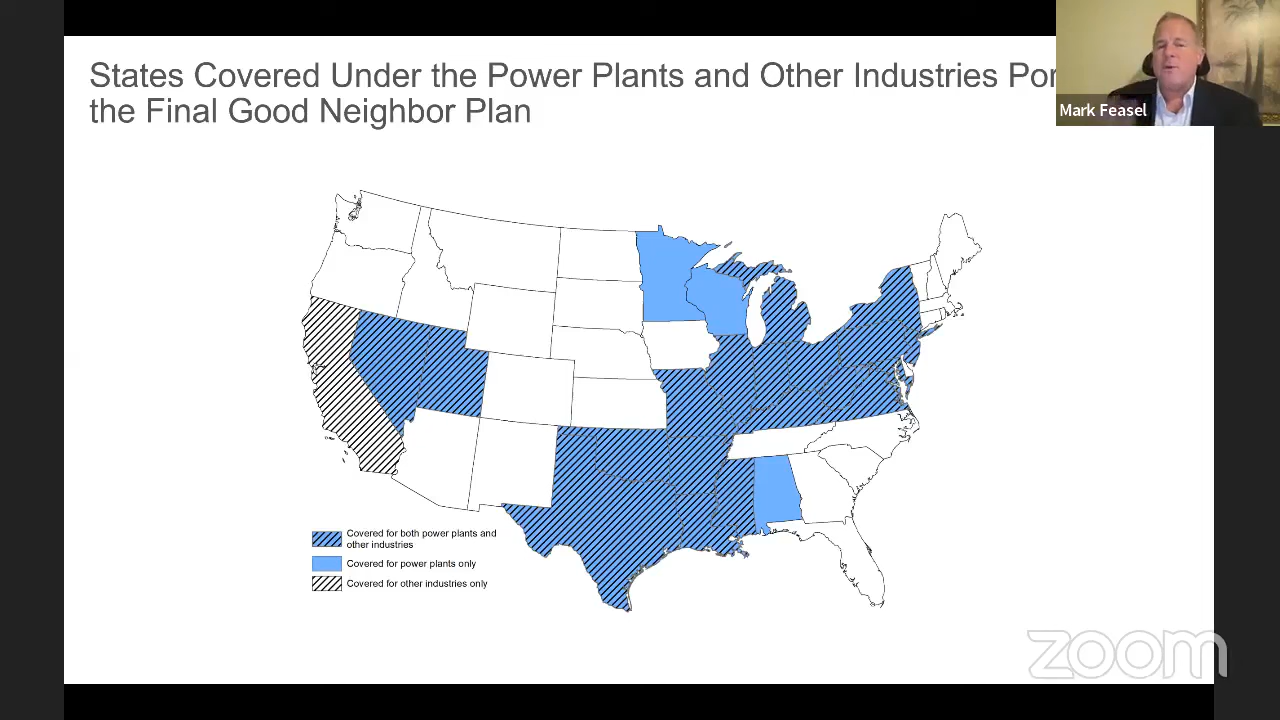 States Covered Under the Power Plants and Other Industries Por
the Final Good Neighbor Plan
Mark Feasel
Covered for both power plants and
other industries
Covered for power plants only
Covered for other industries only
zoom